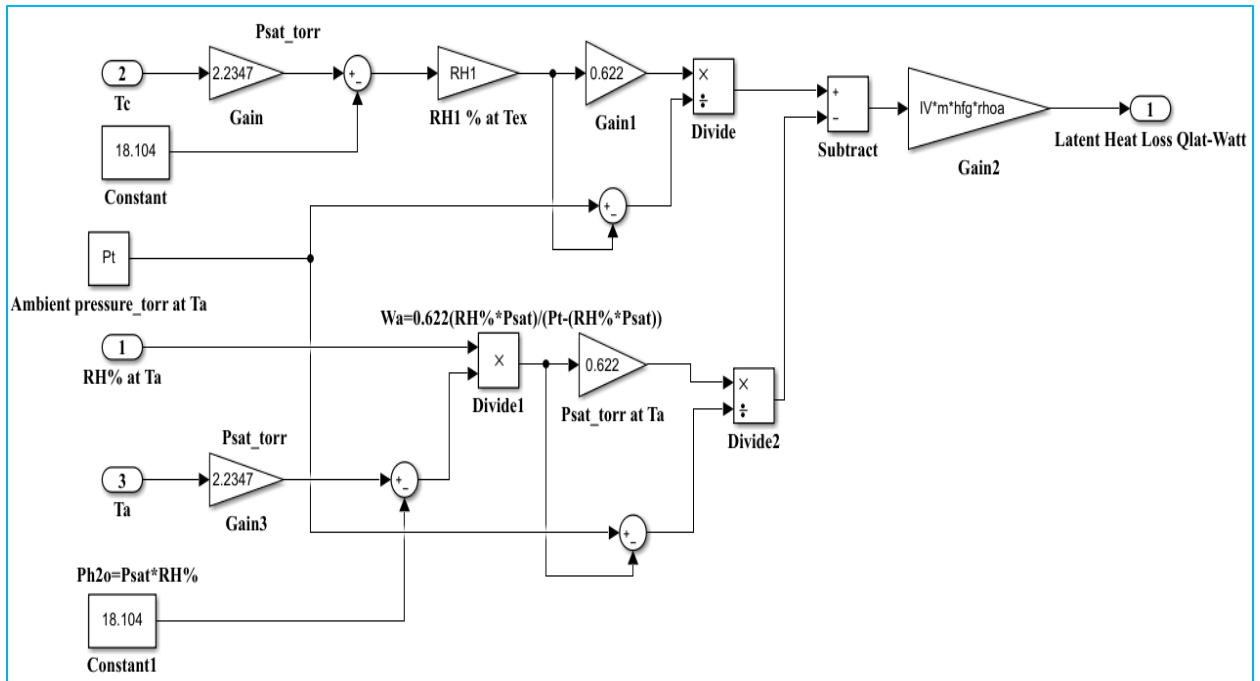 Psat_torr
2
Tc
2.2347
Gain
+
-
RH1
RH1 % at Tex
0.622
Gain1
×
÷
Divide
+
-
Subtract
IV*m*hfg*rhoa
Gain2
1
Latent Heat Loss Qlat-Watt
18.104
Constant
+
-
Pt
Ambient pressure_torr at Ta
Wa=0.622(RH%*Psat)/(Pt-(RH%*Psat))
1
RH% at Ta
×
Divide1
0.622
Psat_torr at Ta
×
÷
Divide2
Psat_torr
3
Ta
2.2347
Gain3
+
-
+
-
Ph2o=Psat*RH%
18.104
Constant1